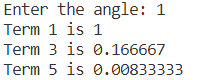 Enter the angle: 1
Term 1 is 1
Term 3 is 0.166667
Term 5 is 0.00833333